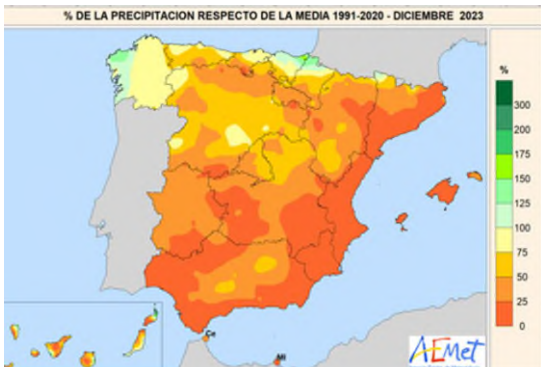 % DE LA PRECIPITACION RESPECTO DE LA MEDIA 1991-2020 - DICIEMBRE 2023
%
300
200
175
150
125
100
75
50
25
0
Ce
Ml
AEMet